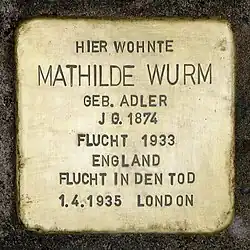 HIER WOHNTE
MATHILDE WURM
GEB. ADLER
JG. 1874
FLUCHT 1933
ENGLAND
FLUCHT IN DEN TOD
1.4.1935 LONDON